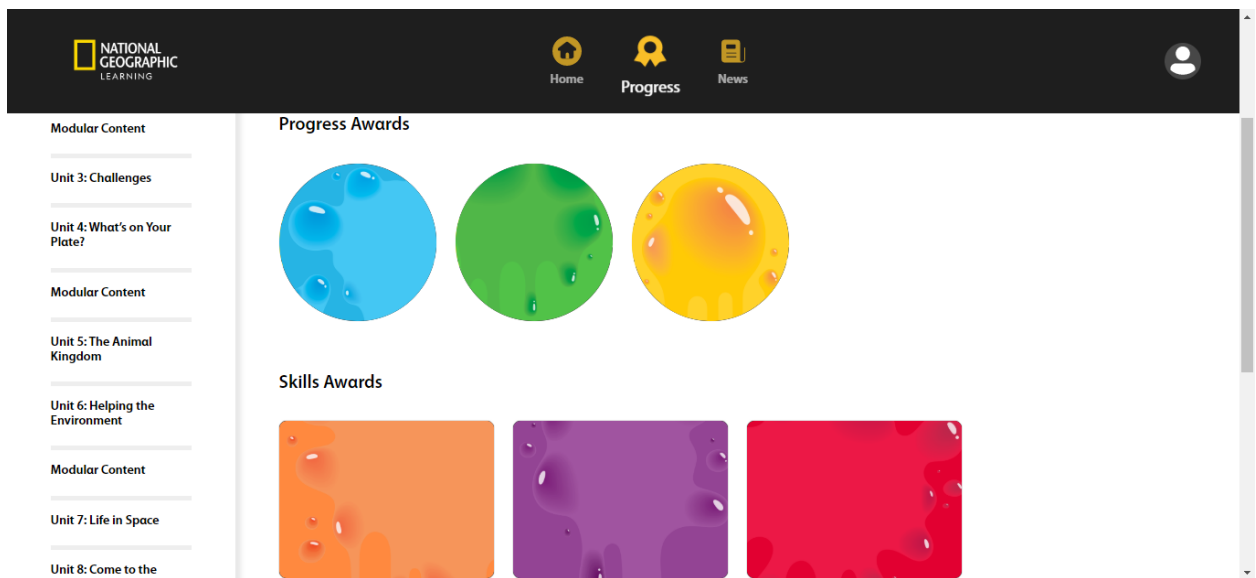 NATIONAL
GEOGRAPHIC
LEARNING
Home
Progress
News
Modular Content
Unit 3: Challenges
Unit 4: What's on Your
Plate?
Modular Content
Unit 5: The Animal
Kingdom
Unit 6: Helping the
Environment
Modular Content
Unit 7: Life in Space
Unit 8: Come to the
Progress Awards
Skills Awards